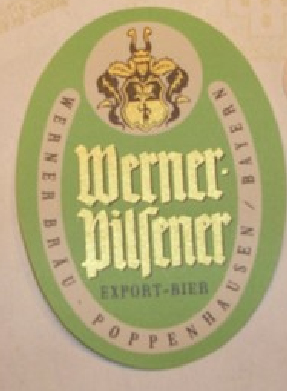 Werner-
Pilsener
EXPORT-BIER
WERNER BRÄU · POPPENHAUSEN / BAYERN